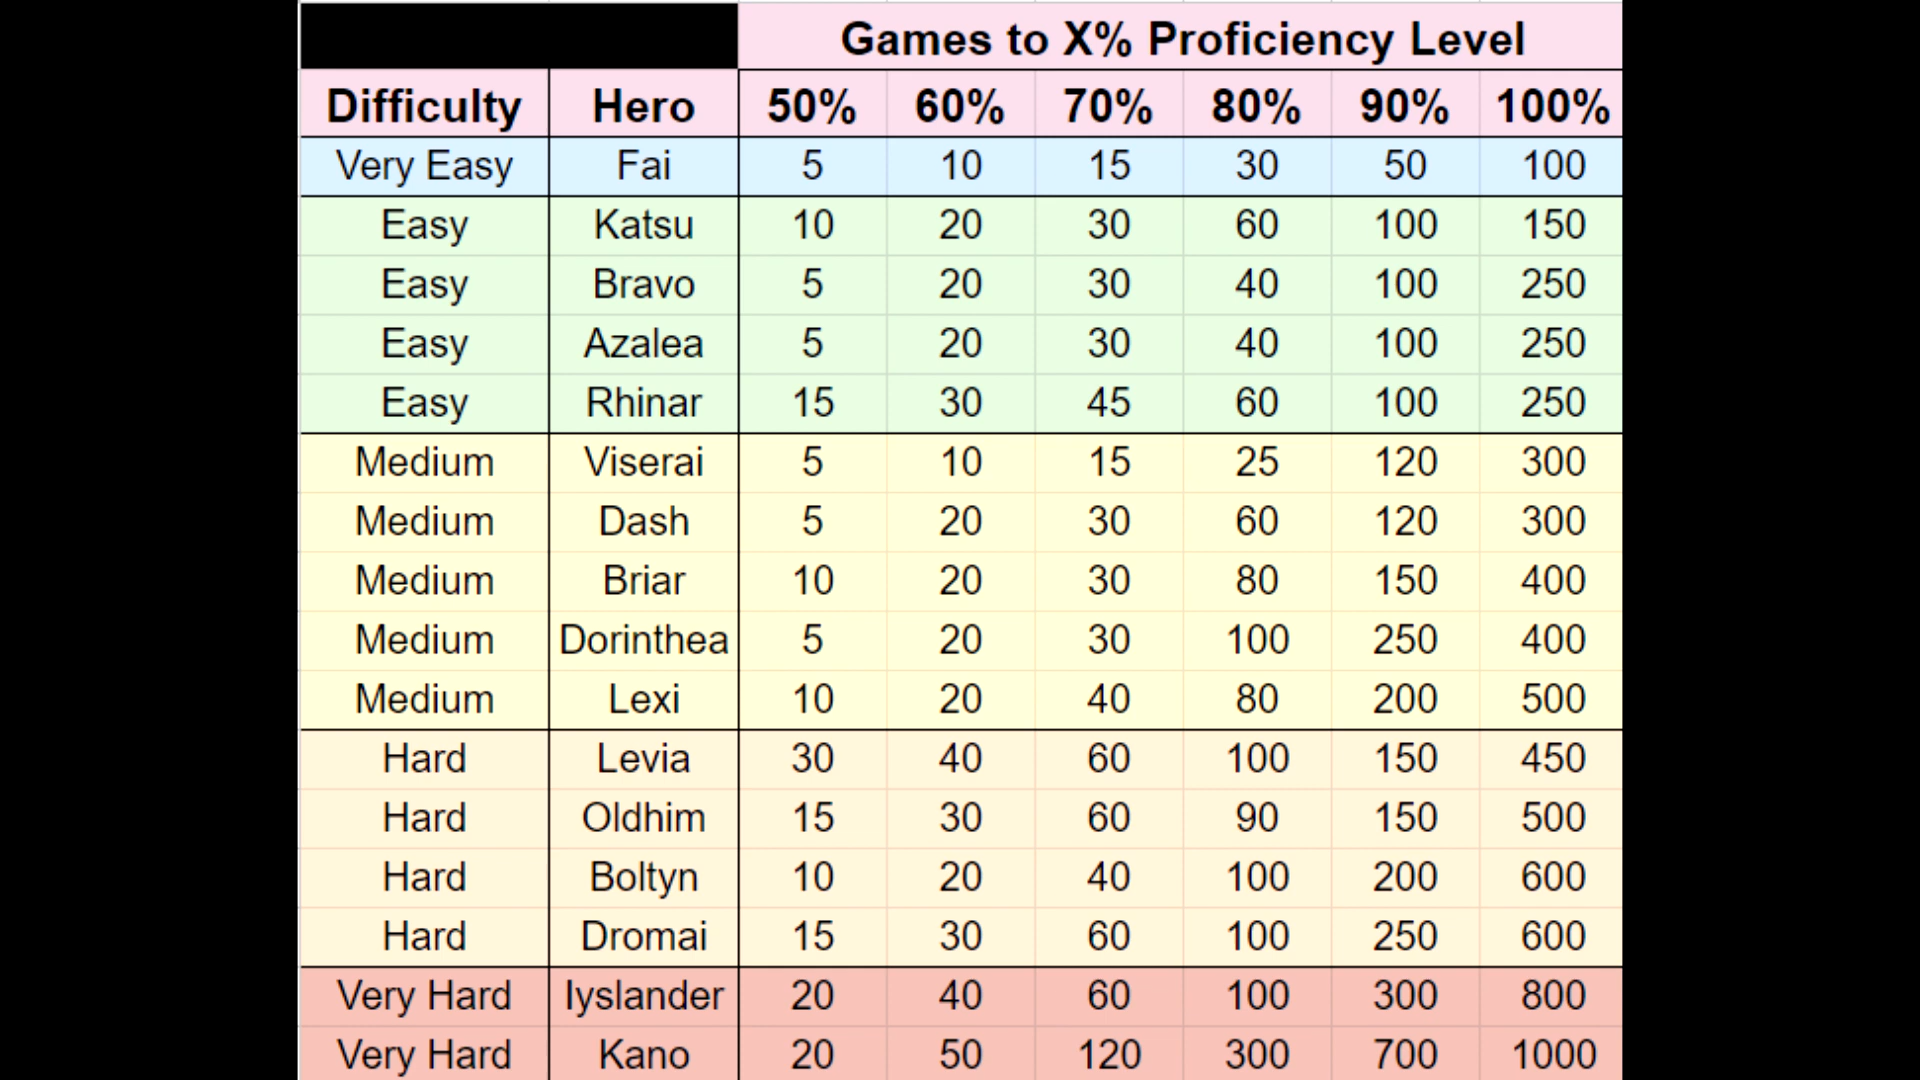 Games to X% Proficiency Level
Difficulty Hero 50% 60% 70% 80% 90% 100%
Very Easy Fai 5 10 15 30 50 100
Easy Katsu 10 20 30 60 100 150
Easy Bravo 5 20 30 40 100 250
Easy Azalea 5 20 30 40 100 250
Easy Rhinar 15 30 45 60 100 250
Medium Viserai 5 10 15 25 120 300
Medium Dash 5 20 30 60 120 300
Medium Briar 10 20 30 80 150 400
Medium Dorinthea 5 20 30 100 250 400
Medium Lexi 10 20 40 80 200 500
Hard Levia 30 40 60 100 150 450
Hard Oldhim 15 30 60 90 150 500
Hard Boltyn 10 20 40 100 200 600
Hard Dromai 15 30 60 100 250 600
Very Hard Iyslander 20 40 60 100 300 800
Very Hard Kano 20 50 120 300 700 1000